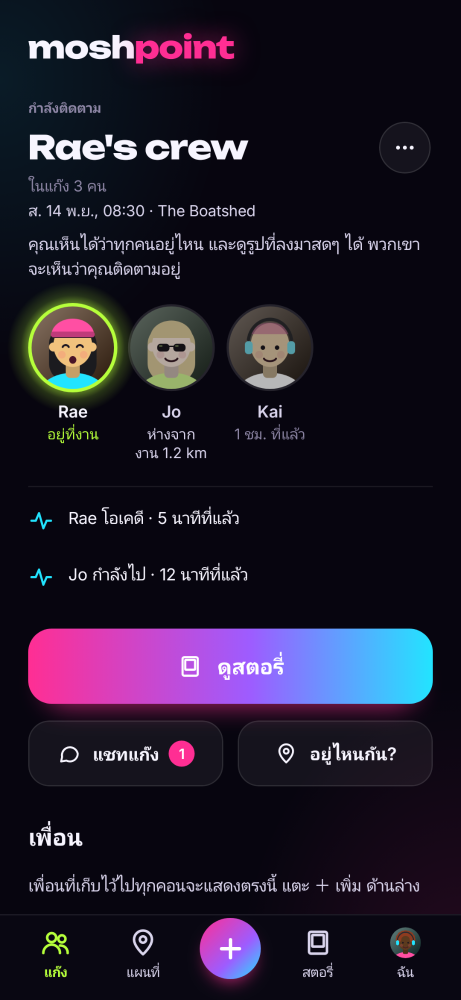 moshpoint
กำลังติดตาม
Rae's crew
ในแก๊ง 3 คน
ส. 14 พ.ย., 08:30 · The Boatshed
คุณเห็นได้ว่าทุกคนอยู่ไหน และดูรูปที่ลงมาสดๆ ได้ พวกเขา
จะเห็นว่าคุณติดตามอยู่
Rae
อยู่ที่งาน
Jo
ห่างจาก
งาน 1.2 km
Kai
1 ชม. ที่แล้ว
Rae โอเคดี · 5 นาทีที่แล้ว
Jo กำลังไป · 12 นาทีที่แล้ว
ดูสตอรี่
แชทแก๊ง 1
อยู่ไหนกัน?
เพื่อน
เพื่อนที่เก็บไว้ไปทุกคนจะแสดงตรงนี้ แตะ + เพิ่ม ด้านล่าง
แก๊ง
แผนที่
สตอรี่
ฉัน